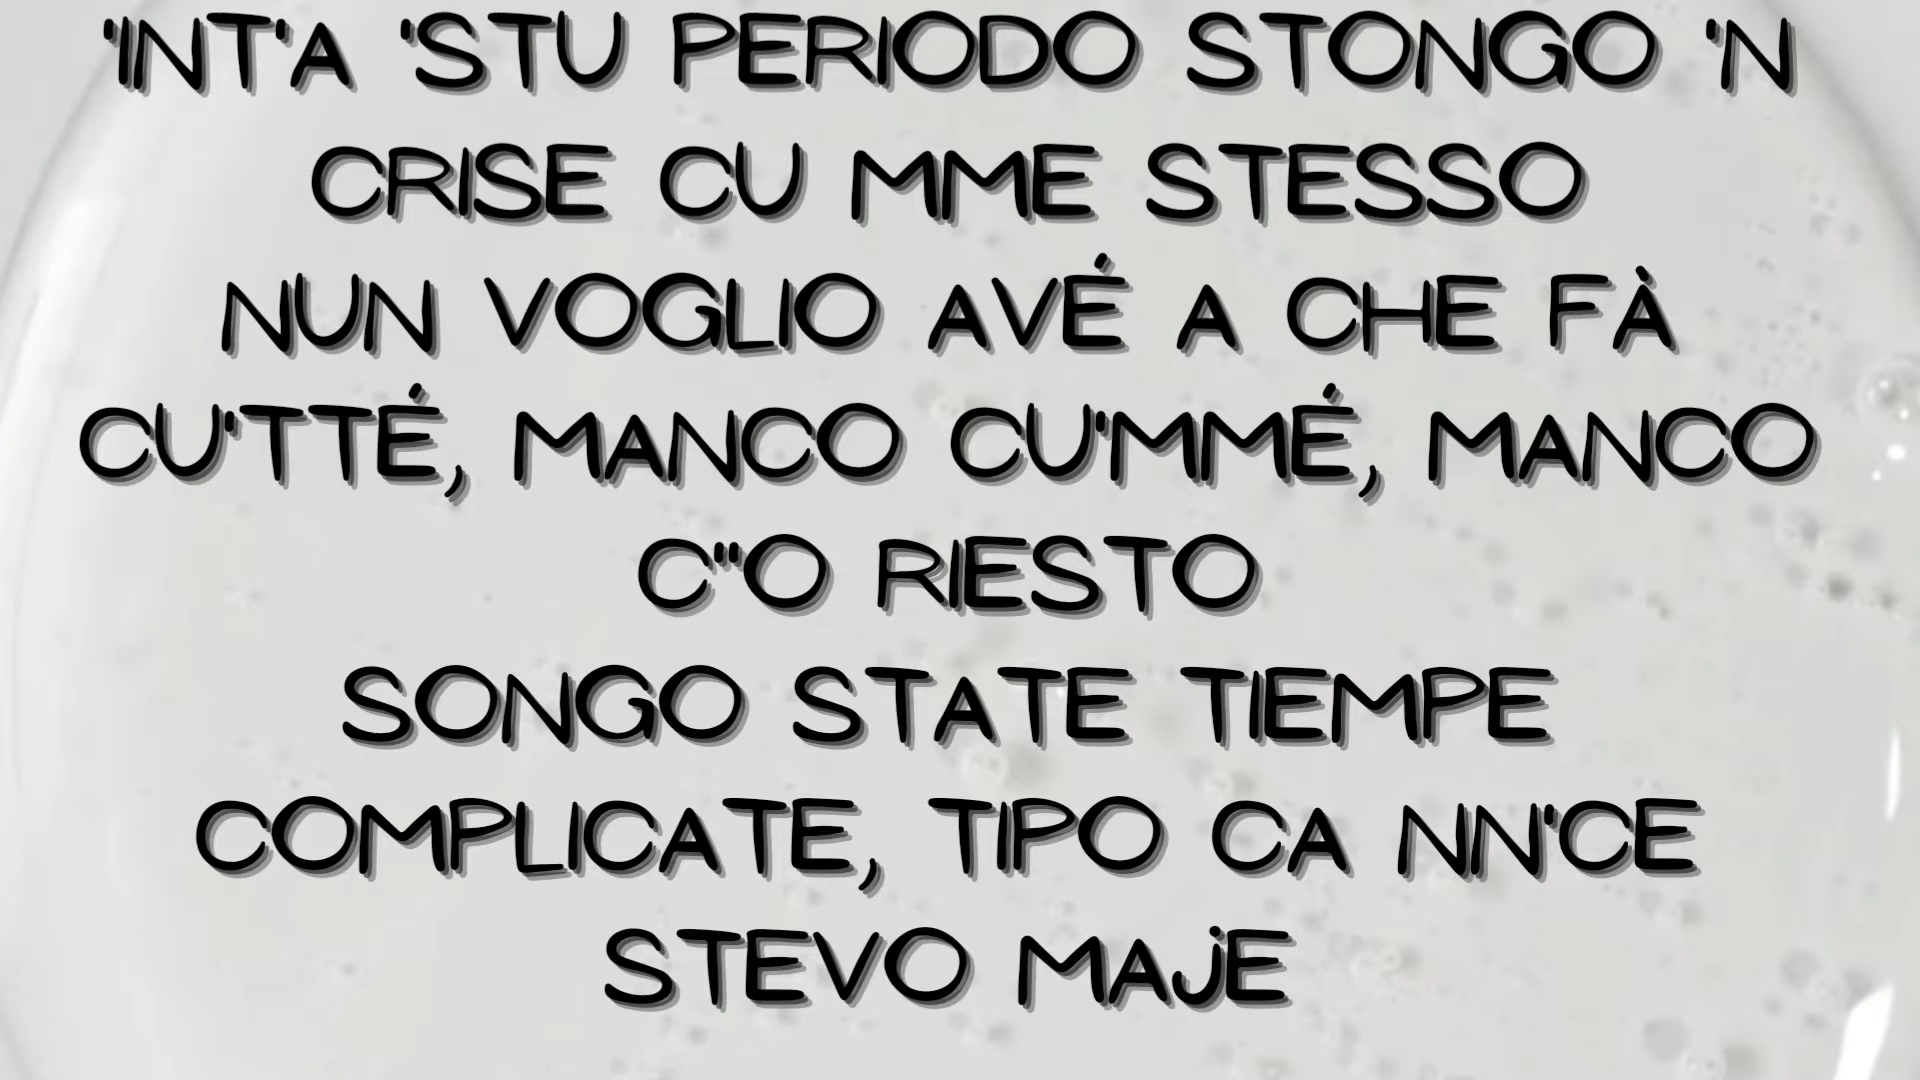 'INT'A 'STU PERIODO STONGO 'N
CRISE CU MME STESSO
NUN VOGLIO AVÉ A CHE FÀ
CU'TTÉ, MANCO CU'MMÉ, MANCO
C''O RIESTO
SONGO STATE TIEMPE
COMPLICATE, TIPO CA NN'CE
STEVO MAJE